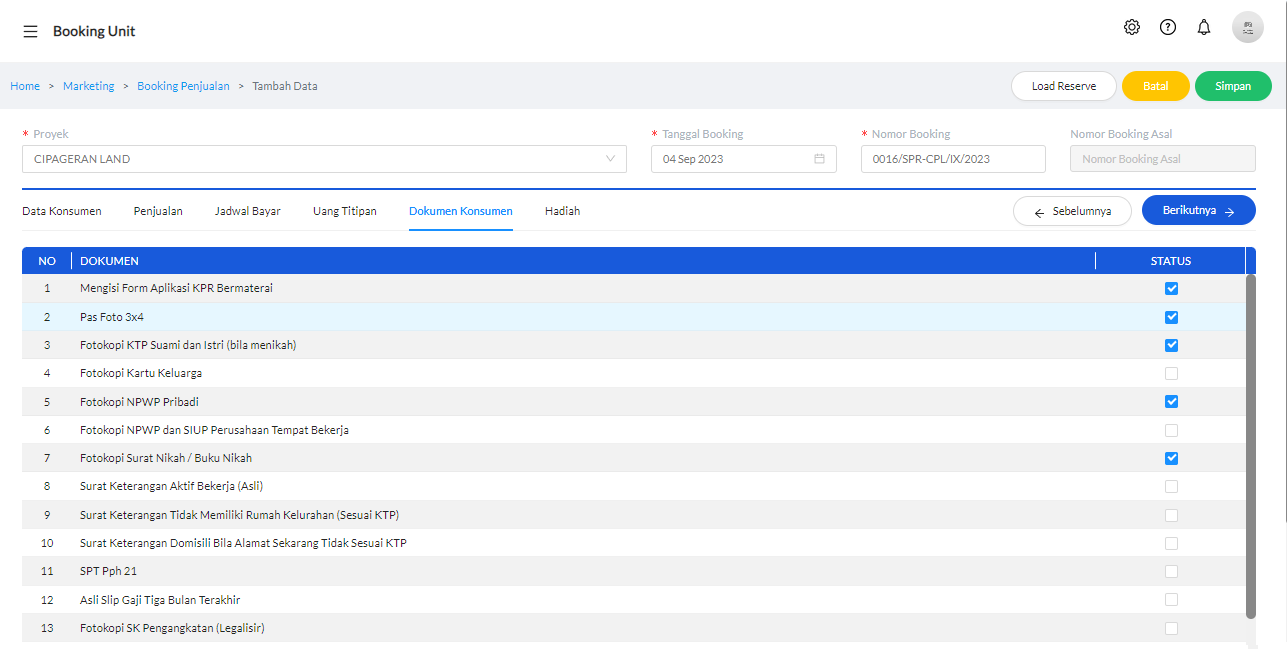 Booking Unit
Home > Marketing > Booking Penjualan > Tambah Data
Load Reserve Batal Simpan
* Proyek * Tanggal Booking * Nomor Booking Nomor Booking Asal
CIPAGERAN LAND 04 Sep 2023 0016/SPR-CPL/IX/2023 Nomor Booking Asal
Data Konsumen Penjualan Jadwal Bayar Uang Titipan Dokumen Konsumen Hadiah ← Sebelumnya Berikutnya →
NO DOKUMEN STATUS
1 Mengisi Form Aplikasi KPR Bermaterai
2 Pas Foto 3x4
3 Fotokopi KTP Suami dan Istri (bila menikah)
4 Fotokopi Kartu Keluarga
5 Fotokopi NPWP Pribadi
6 Fotokopi NPWP dan SIUP Perusahaan Tempat Bekerja
7 Fotokopi Surat Nikah / Buku Nikah
8 Surat Keterangan Aktif Bekerja (Asli)
9 Surat Keterangan Tidak Memiliki Rumah Kelurahan (Sesuai KTP)
10 Surat Keterangan Domisili Bila Alamat Sekarang Tidak Sesuai KTP
11 SPT Pph 21
12 Asli Slip Gaji Tiga Bulan Terakhir
13 Fotokopi SK Pengangkatan (Legalisir)